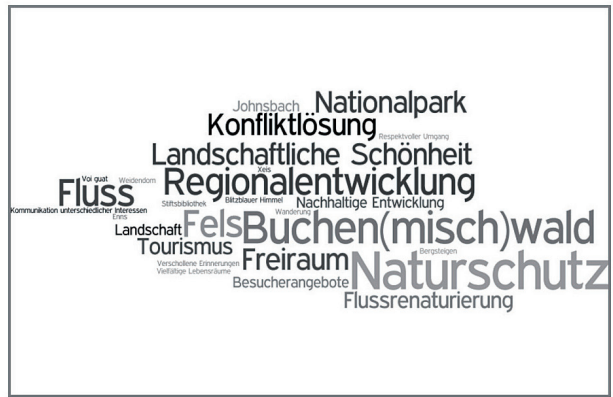 Johnsbach
Nationalpark
Konfliktlösung
Respektvoller Umgang
Landschaftliche Schönheit
Xeis
Voi guat
Weidendom
Regionalentwicklung
Fluss
Stiftsbibliothek
Blitzblauer Himmel
Nachhaltige Entwicklung
Kommunikation unterschiedlicher Interessen
Wanderung
Enns
Landschaft
Fels
Buchen(misch)wald
Tourismus
Bergsteigen
Freiraum
Verschollene Erinnerungen
Vielfältige Lebensräume
Naturschutz
Besucherangebote
Flussrenaturierung